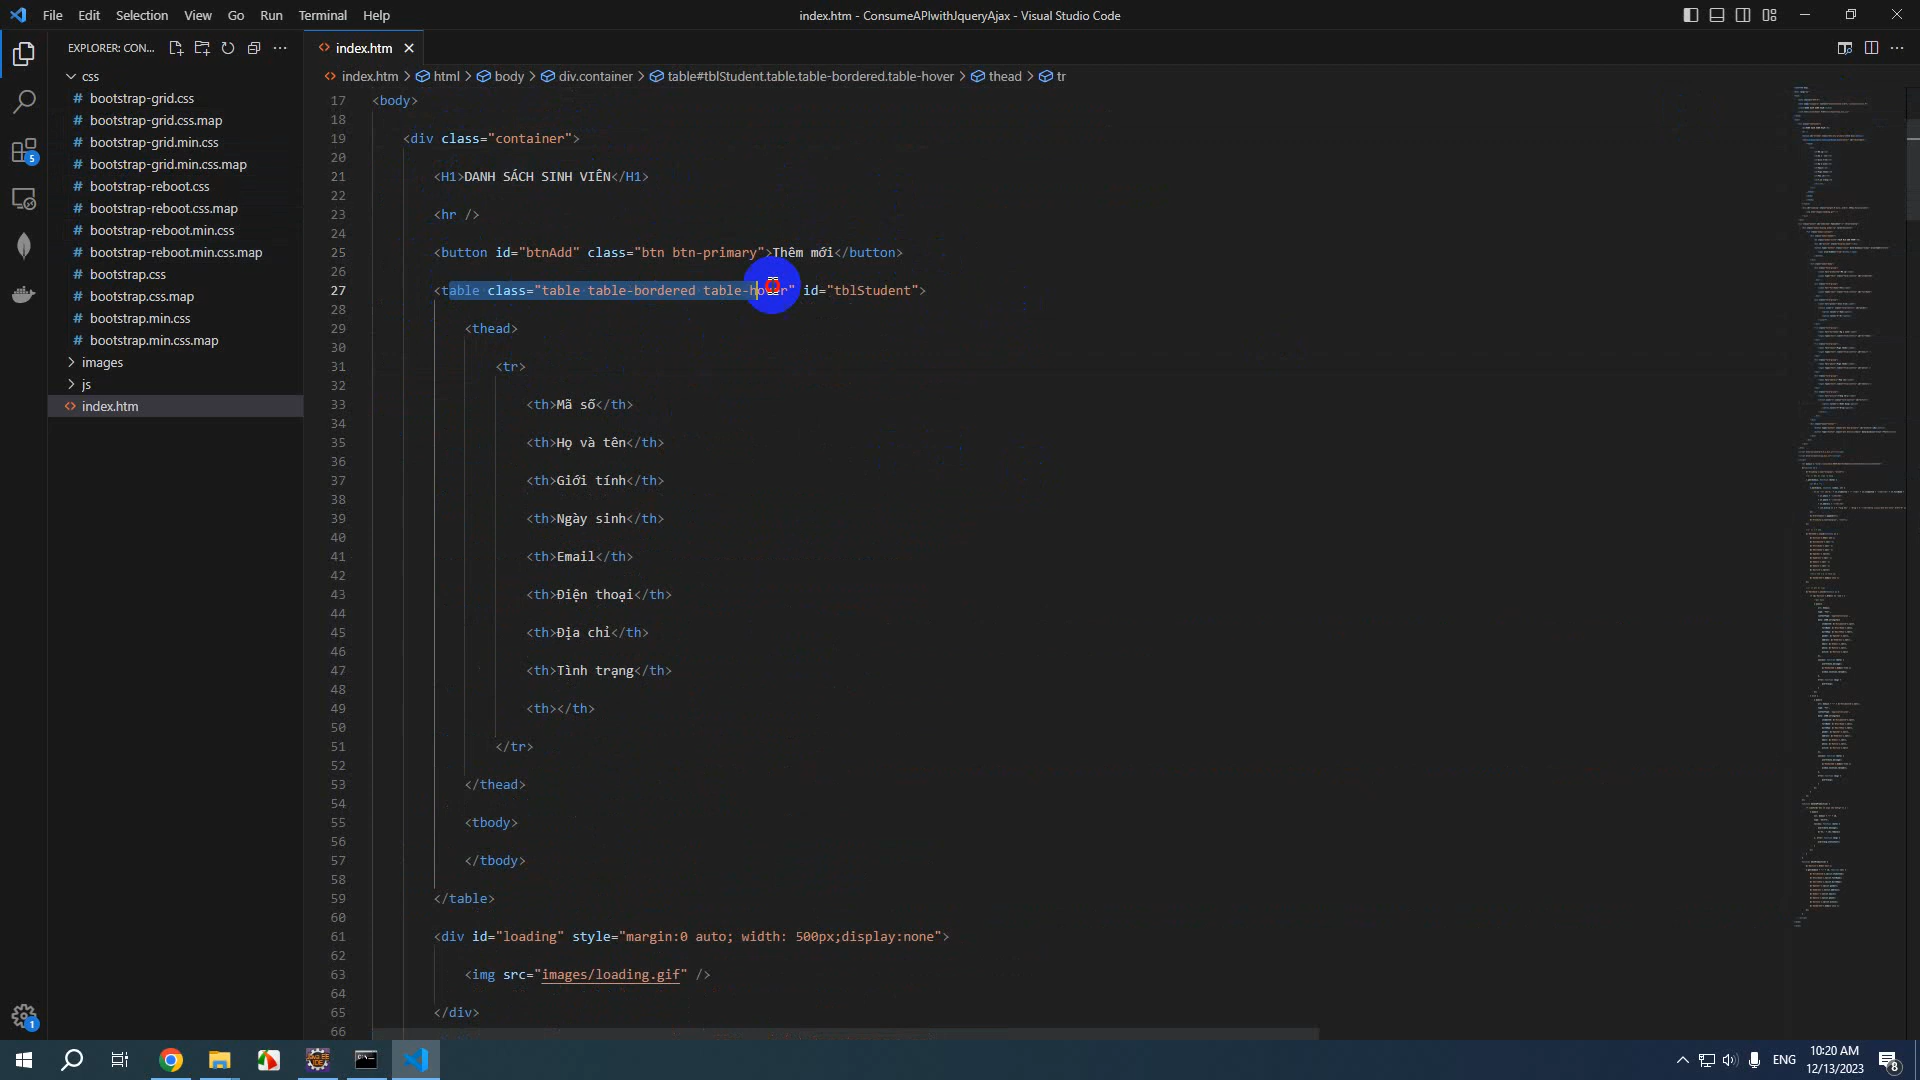 File Edit Selection View Go Run Terminal Help
index.htm - ConsumeAPIwithJqueryAjax - Visual Studio Code
EXPLORER: CON...
css
bootstrap-grid.css
bootstrap-grid.css.map
bootstrap-grid.min.css
bootstrap-grid.min.css.map
bootstrap-reboot.css
bootstrap-reboot.css.map
bootstrap-reboot.min.css
bootstrap-reboot.min.css.map
bootstrap.css
bootstrap.css.map
bootstrap.min.css
bootstrap.min.css.map
images
js
index.htm
5
1
index.htm
index.htm > html > body > div.container > table#tblStudent.table.table-bordered.table-hover > thead > tr
17 <body>
18
19 <div class="container">
20
21 <H1>DANH SÁCH SINH VIÊN</H1>
22
23 <hr />
24
25 <button id="btnAdd" class="btn btn-primary">Thêm mới</button>
26
27 <table class="table table-bordered table-hover" id="tblStudent">
28
29 <thead>
30
31 <tr>
32
33 <th>Mã số</th>
34
35 <th>Họ và tên</th>
36
37 <th>Giới tính</th>
38
39 <th>Ngày sinh</th>
40
41 <th>Email</th>
42
43 <th>Điện thoại</th>
44
45 <th>Địa chỉ</th>
46
47 <th>Tình trạng</th>
48
49 <th></th>
50
51 </tr>
52
53 </thead>
54
55 <tbody>
56
57 </tbody>
58
59 </table>
60
61 <div id="loading" style="margin:0 auto; width: 500px;display:none">
62
63 <img src="images/loading.gif" />
64
65 </div>
66
ENG
10:20 AM
12/13/2023
8